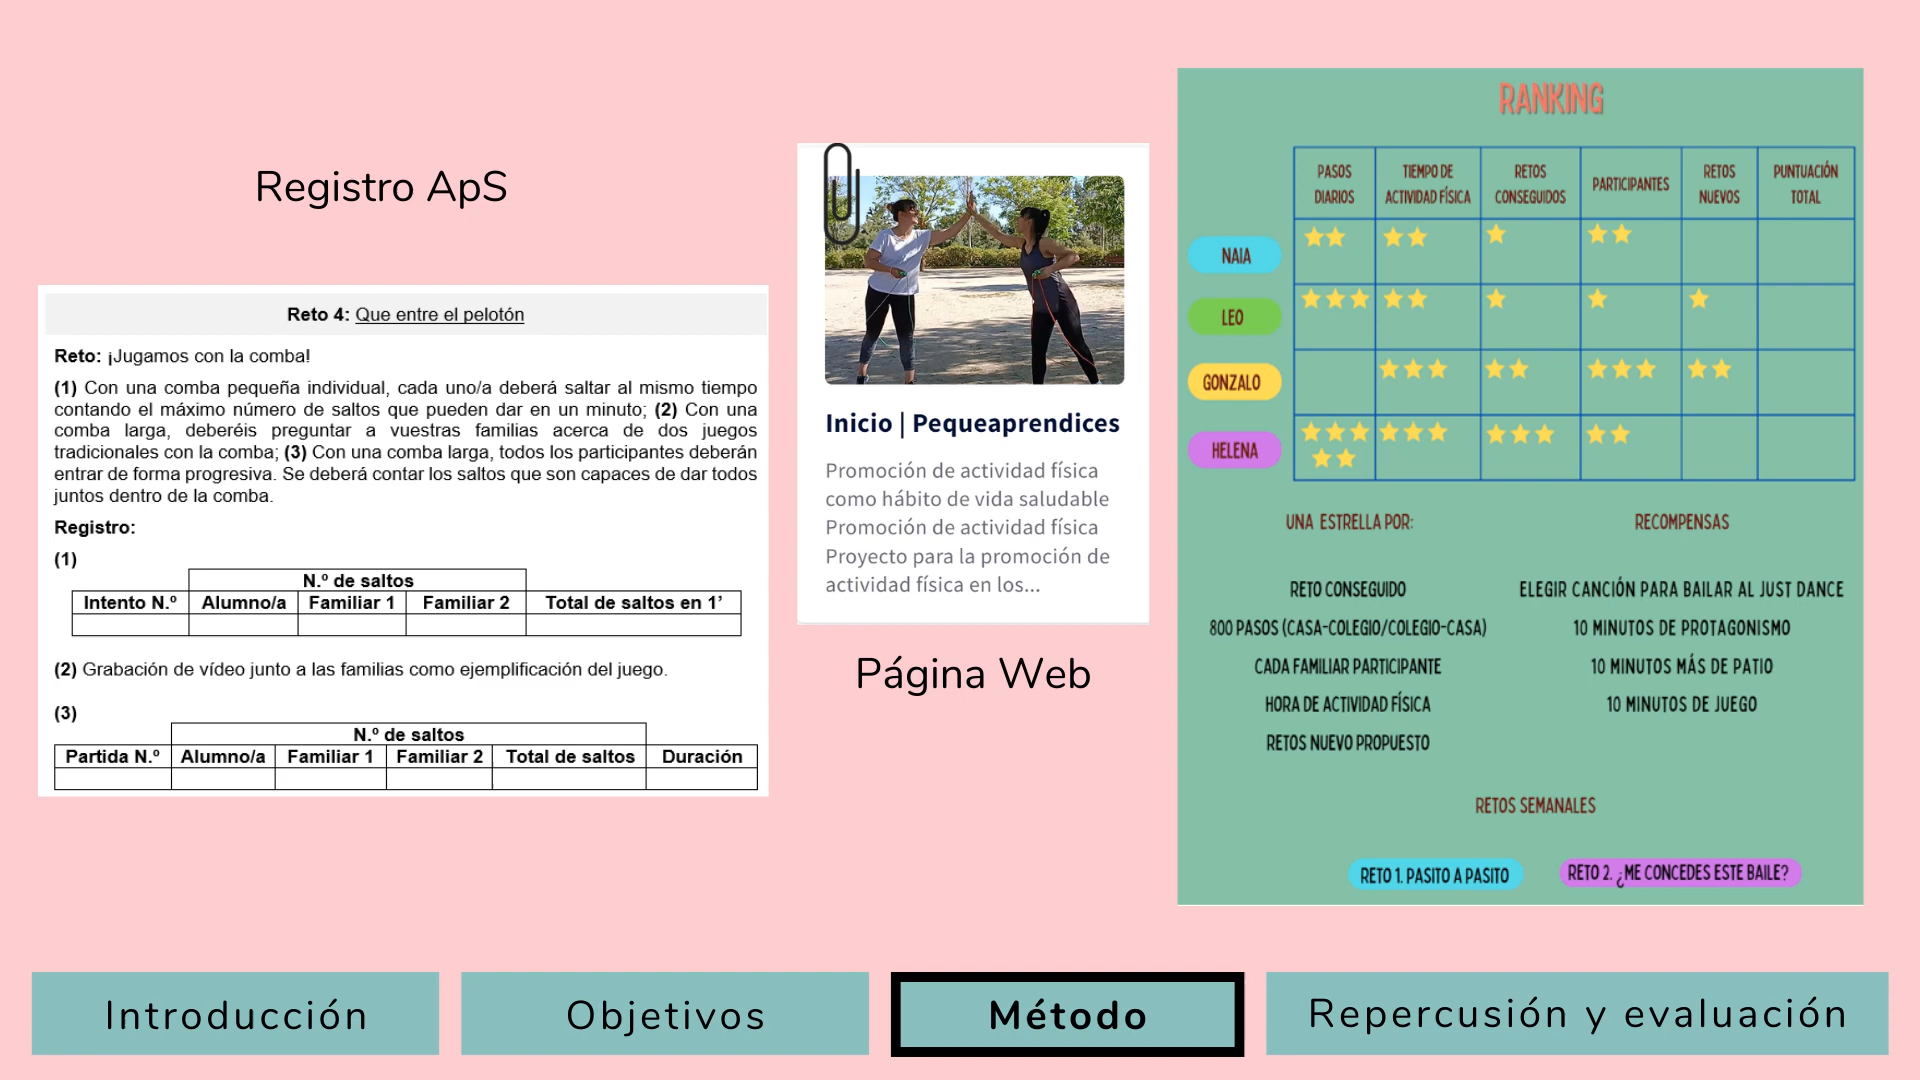 Registro ApS
Reto 4: Que entre el pelotón
Reto: ¡Jugamos con la comba!
(1) Con una comba pequeña individual, cada uno/a deberá saltar al mismo tiempo
contando el máximo número de saltos que pueden dar en un minuto; (2) Con una
comba larga, deberéis preguntar a vuestras familias acerca de dos juegos
tradicionales con la comba; (3) Con una comba larga, todos los participantes deberán
entrar de forma progresiva. Se deberá contar los saltos que son capaces de dar todos
juntos dentro de la comba.
Registro:
(1)
N.º de saltos
Intento N.º Alumno/a Familiar 1 Familiar 2 Total de saltos en 1’
(2) Grabación de vídeo junto a las familias como ejemplificación del juego.
(3)
N.º de saltos
Partida N.º Alumno/a Familiar 1 Familiar 2 Total de saltos Duración
Inicio | Pequeaprendices
Promoción de actividad física
como hábito de vida saludable
Promoción de actividad física
Proyecto para la promoción de
actividad física en los...
Página Web
RANKING
PASOS DIARIOS
TIEMPO DE ACTIVIDAD FÍSICA
RETOS CONSEGUIDOS
PARTICIPANTES
RETOS NUEVOS
PUNTUACIÓN TOTAL
NAIA
LEO
GONZALO
HELENA
UNA ESTRELLA POR:
RETO CONSEGUIDO
800 PASOS (CASA-COLEGIO/COLEGIO-CASA)
CADA FAMILIAR PARTICIPANTE
HORA DE ACTIVIDAD FÍSICA
RETOS NUEVO PROPUESTO
RECOMPENSAS
ELEGIR CANCIÓN PARA BAILAR AL JUST DANCE
10 MINUTOS DE PROTAGONISMO
10 MINUTOS MÁS DE PATIO
10 MINUTOS DE JUEGO
RETOS SEMANALES
RETO 1. PASITO A PASITO
RETO 2. ¿ME CONCEDES ESTE BAILE?
Introducción
Objetivos
Método
Repercusión y evaluación